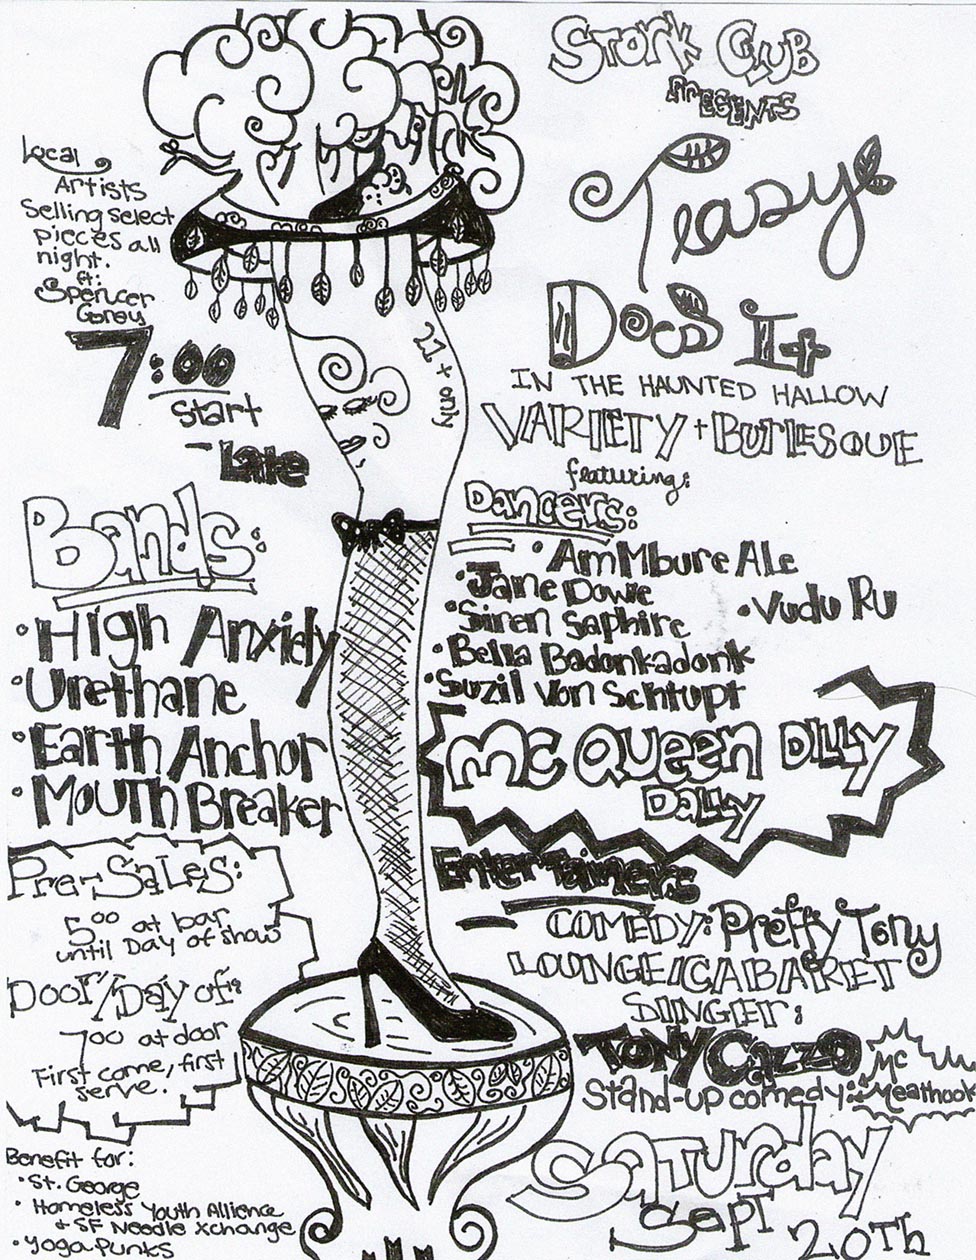 Stork Club
Presents
Teasye
Does It
IN THE HAUNTED HALLOW
VARIETY + BURLESQUE
featuring:
Dancers:
• AmMbure Ale
• Jane Dowe
• Vudu Ru
• Siren Saphire
• Bella Badonkadonk
• Suzil Von Schtupt
Mc Queen DILLY
Dally
Entertainers
COMEDY: Pretty Tony
LOUNGE/CABARET
SINGER:
TONY Cazzo
Stand-up comedy: Mc
Meathook
Saturday
Sept 20Th
Local
Artists
Selling select
pieces all
night.
ft:
Spencer
Gorey
7:00
Start
- Late
21+ only
Bands:
• High Anxidy
• Urethane
• Earth Anchor
• Mouth Breaker
Pre-Sales:
5.00 at bar
until Day of show
Door/Day of:
7.00 at door
First come, first
serve.
Benefit for:
• St. George
• Homeless Youth Alliance
+ SF Needle Xchange
• Yoga Punks